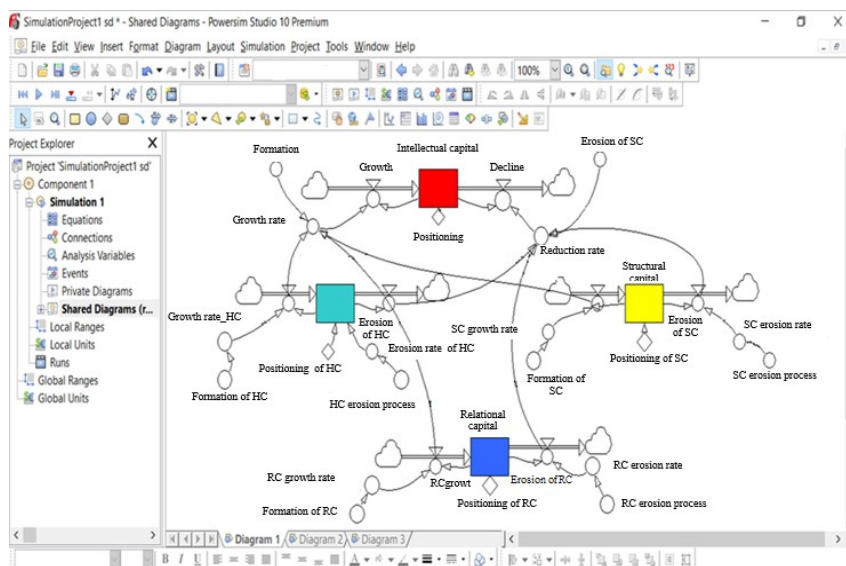 SimulationProject1 sd * - Shared Diagrams - Powersim Studio 10 Premium
File Edit View Insert Format Diagram Layout Simulation Project Tools Window Help
100%
Project Explorer X
Project 'SimulationProject1 sd'
Component 1
Simulation 1
Equations
Connections
Analysis Variables
Events
Private Diagrams
Shared Diagrams (r...
Local Ranges
Local Units
Runs
Global Ranges
Global Units
Formation
Growth
Intellectual capital
Decline
Erosion of SC
Growth rate
Positioning
Reduction rate
Structural
capital
Growth rate_HC
Erosion
of HC
SC growth rate
Erosion
of SC
SC erosion rate
Positioning of HC
Erosion rate of HC
Positioning of SC
Formation of HC
HC erosion process
Formation of
SC
SC erosion process
Relational
capital
RC growth rate
RCgrowt
Erosion of RC
RC erosion rate
Formation of RC
Positioning of RC
RC erosion process
Diagram 1 Diagram 2 Diagram 3
B I U